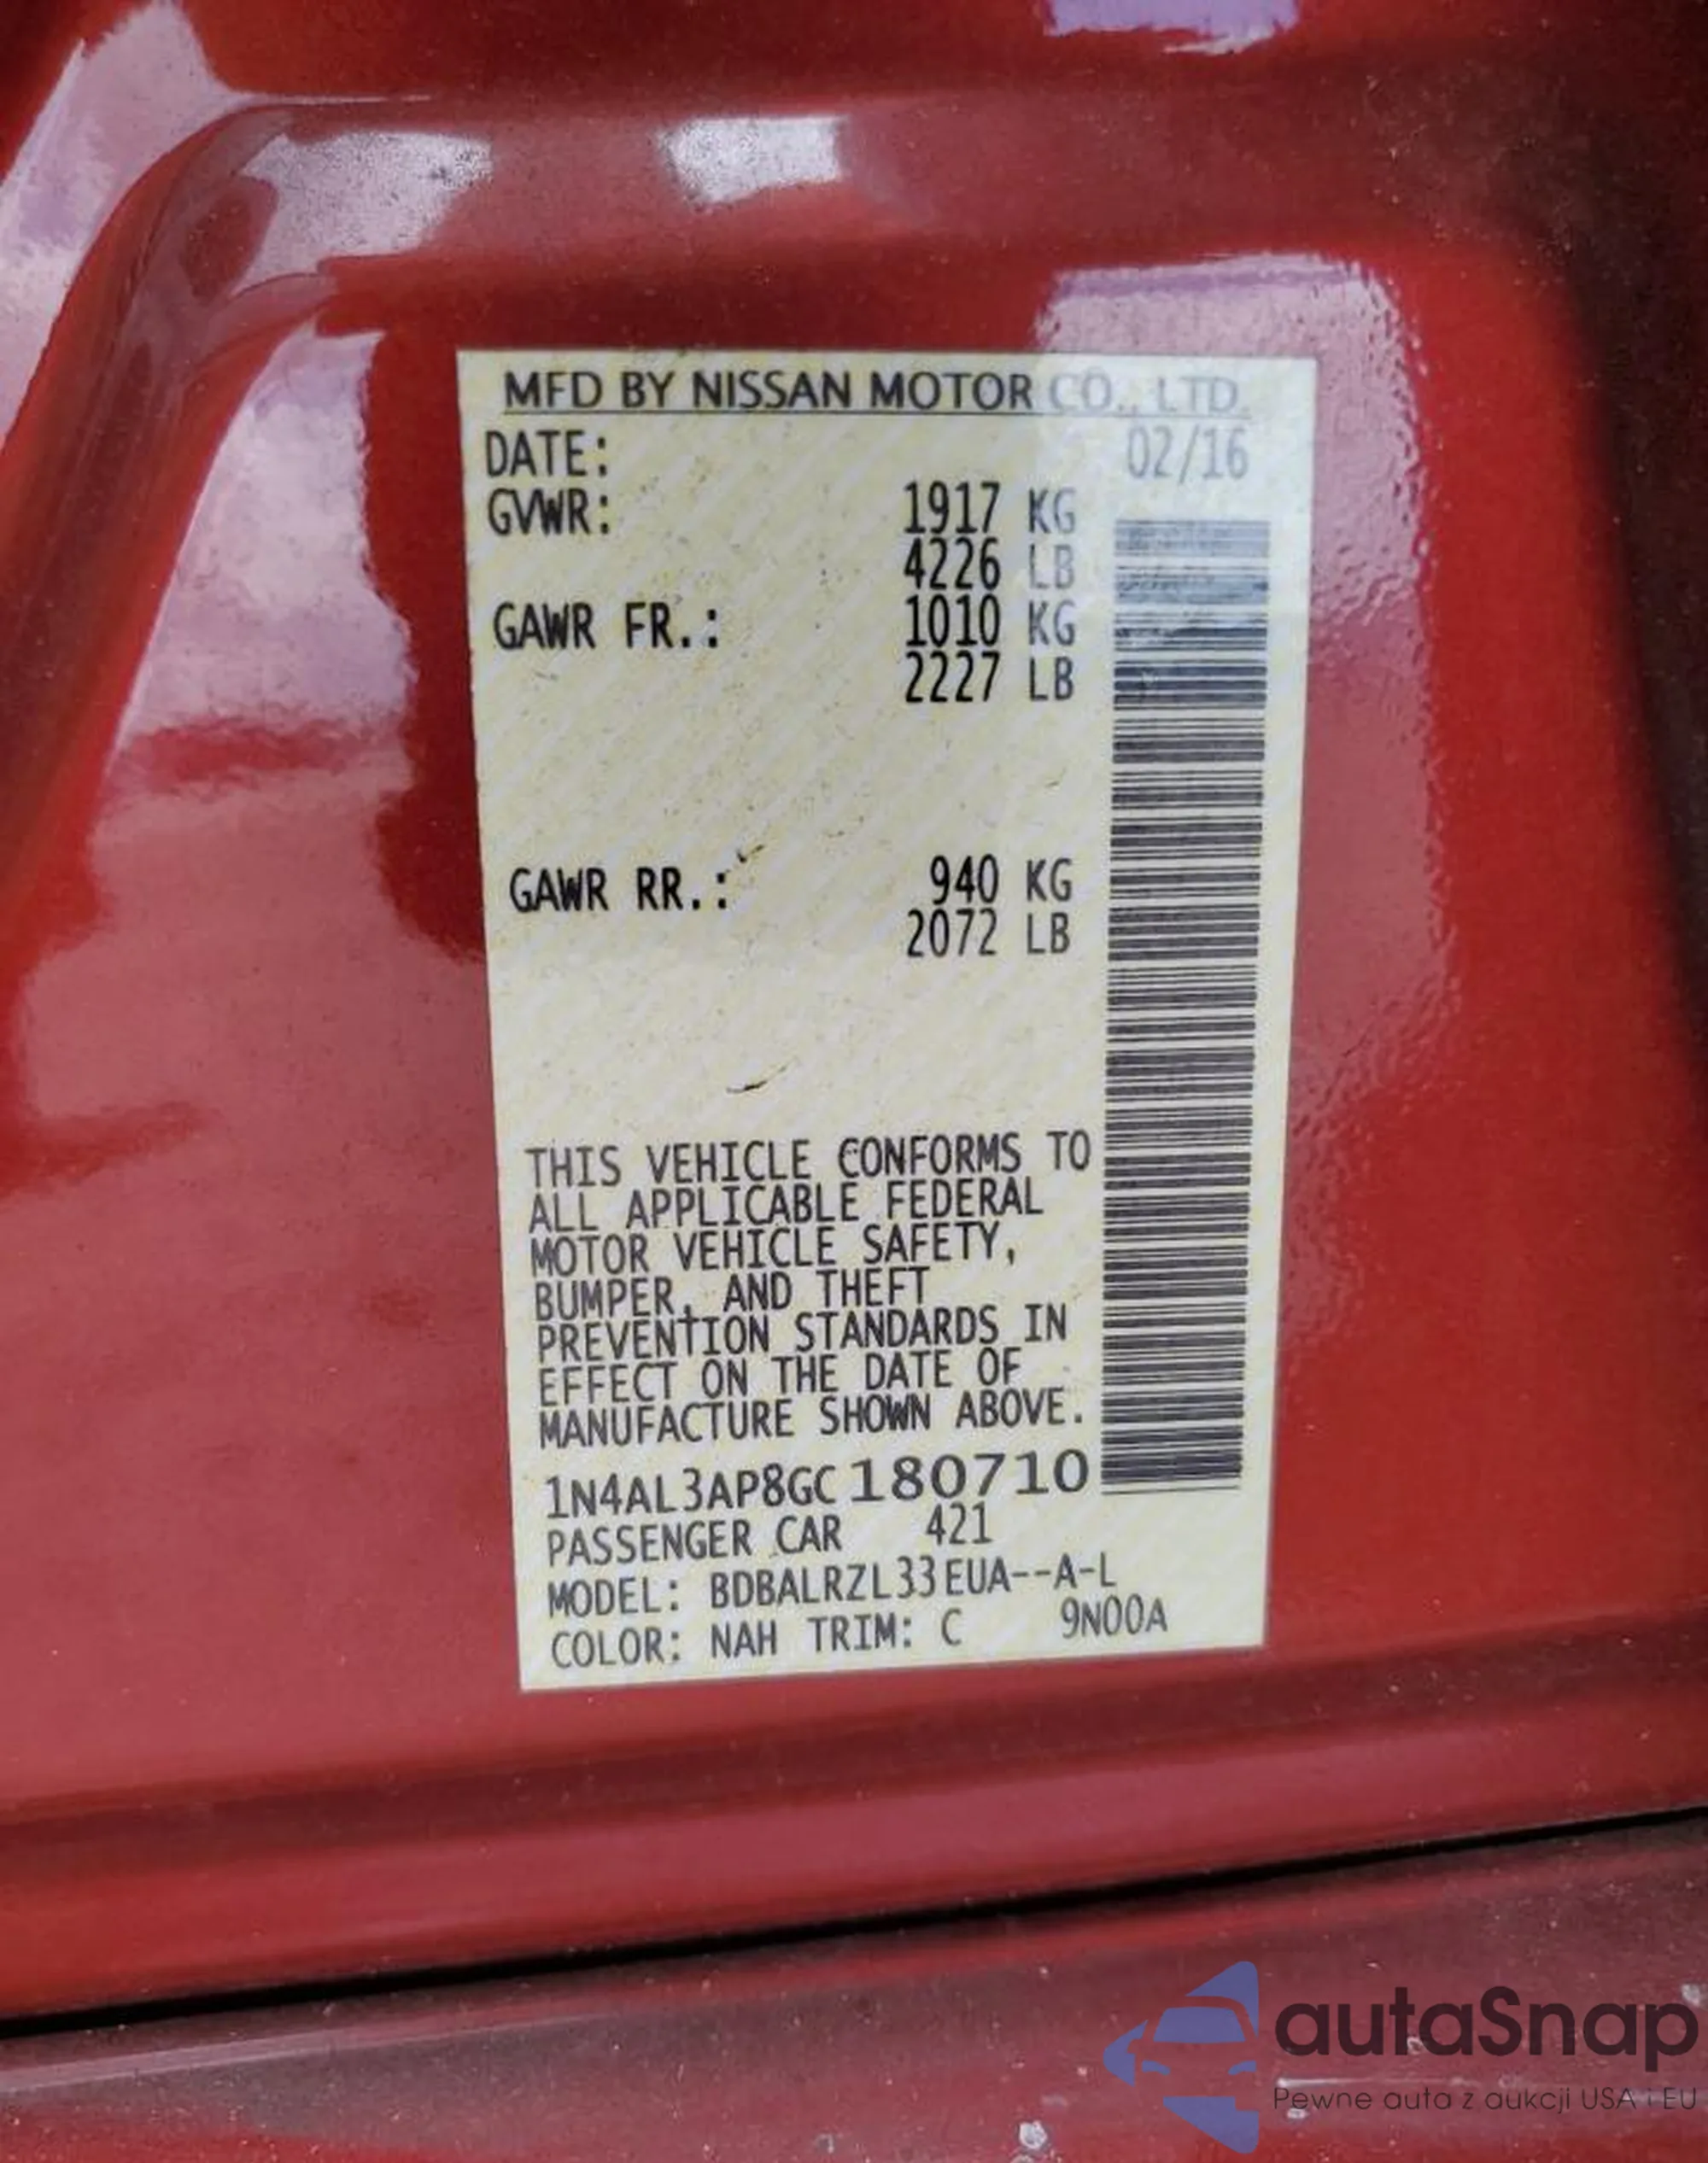 MFD BY NISSAN MOTOR CO., LTD.
DATE: 02/16
GVWR: 1917 KG
4226 LB
GAWR FR.: 1010 KG
2227 LB
GAWR RR.: 940 KG
2072 LB
THIS VEHICLE CONFORMS TO
ALL APPLICABLE FEDERAL
MOTOR VEHICLE SAFETY,
BUMPER, AND THEFT
PREVENTION STANDARDS IN
EFFECT ON THE DATE OF
MANUFACTURE SHOWN ABOVE.
1N4AL3AP8GC180710
PASSENGER CAR 421
MODEL: BDBALRZL33EUA--A-L
COLOR: NAH TRIM: C 9N00A
autaSnap
Pewne auta z aukcji USA i EU